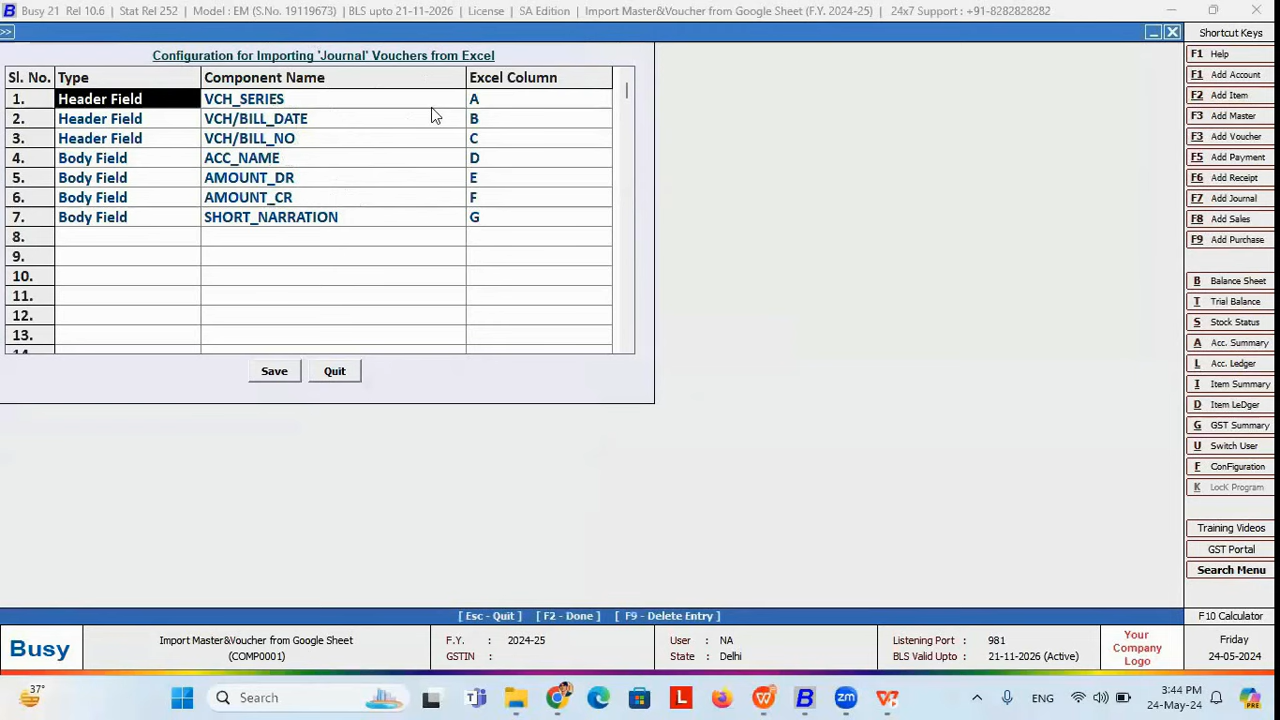 Busy 21 Rel 10.6 | Stat Rel 252 | Model : EM (S.No. 19119673) | BLS upto 21-11-2026 | License | SA Edition | Import Master&Voucher from Google Sheet (F.Y. 2024-25) | 24x7 Support : +91-8282828282
>>
Configuration for Importing 'Journal' Vouchers from Excel
Sl. No. Type Component Name Excel Column
1. Header Field VCH_SERIES A
2. Header Field VCH/BILL_DATE B
3. Header Field VCH/BILL_NO C
4. Body Field ACC_NAME D
5. Body Field AMOUNT_DR E
6. Body Field AMOUNT_CR F
7. Body Field SHORT_NARRATION G
8.
9.
10.
11.
12.
13.
14
Save Quit
Shortcut Keys
F1 Help
F1 Add Account
F2 Add Item
F3 Add Master
F3 Add Voucher
F5 Add Payment
F6 Add Receipt
F7 Add Journal
F8 Add Sales
F9 Add Purchase
B Balance Sheet
T Trial Balance
S Stock Status
A Acc. Summary
L Acc. Ledger
I Item Summary
D Item LeDger
G GST Summary
U Switch User
F ConFiguration
K LocK Program
Training Videos
GST Portal
Search Menu
[ Esc - Quit ] [ F2 - Done ] [ F9 - Delete Entry ]
F10 Calculator
Busy
Import Master&Voucher from Google Sheet
(COMP0001)
F.Y. : 2024-25
GSTIN :
User : NA
State : Delhi
Listening Port : 981
BLS Valid Upto : 21-11-2026 (Active)
Your
Company
Logo
Friday
24-05-2024
37°
Search
ENG
3:44 PM
24-May-24
PRE